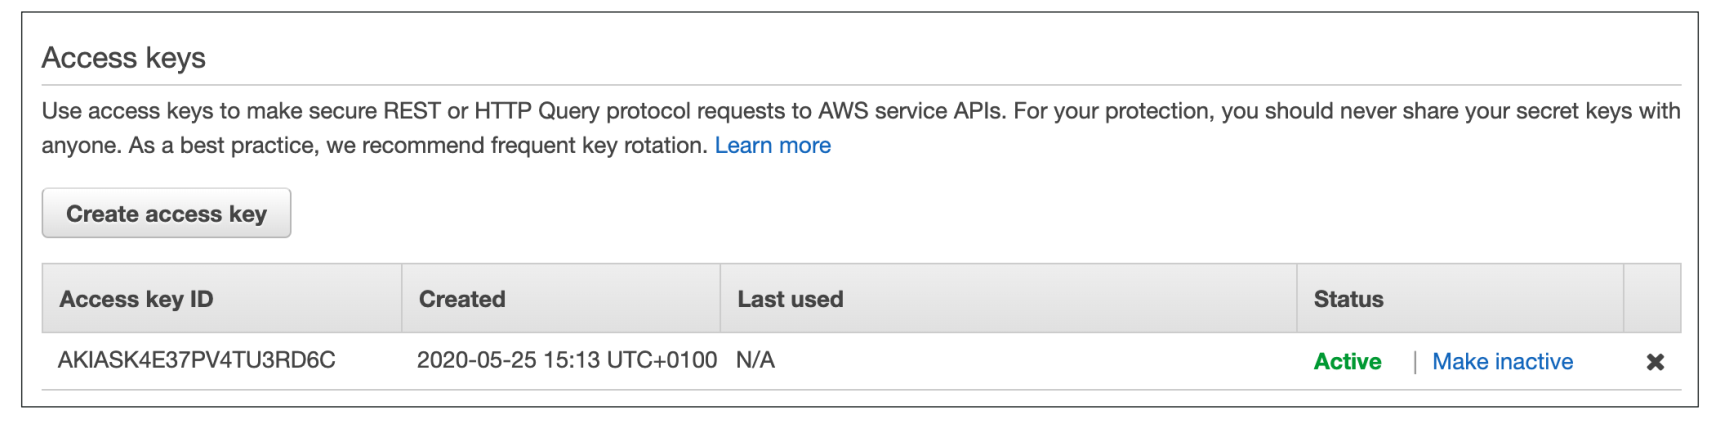 Access keys
Use access keys to make secure REST or HTTP Query protocol requests to AWS service APIs. For your protection, you should never share your secret keys with
anyone. As a best practice, we recommend frequent key rotation. Learn more
Create access key
Access key ID Created Last used Status
AKIASK4E37PV4TU3RD6C 2020-05-25 15:13 UTC+0100 N/A Active | Make inactive ✖